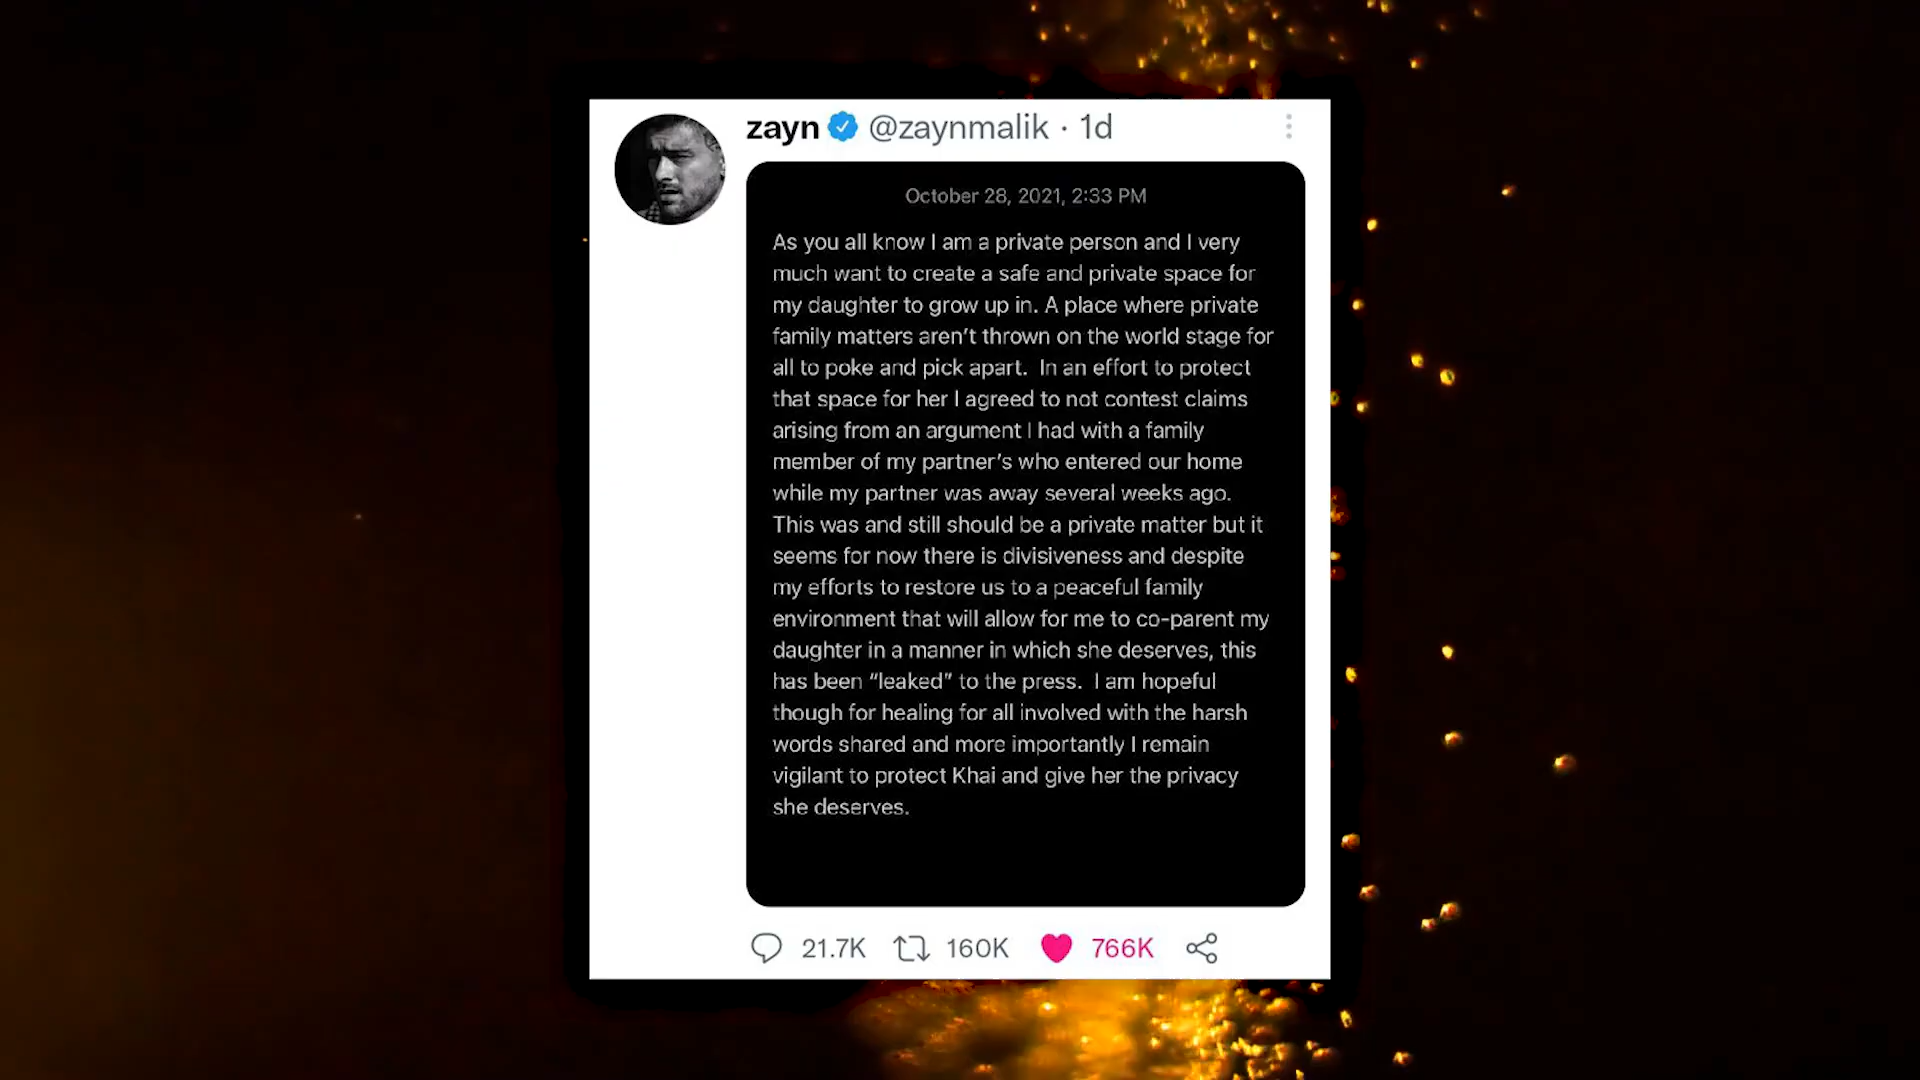 zayn @zaynmalik · 1d
October 28, 2021, 2:33 PM
As you all know I am a private person and I very
much want to create a safe and private space for
my daughter to grow up in. A place where private
family matters aren’t thrown on the world stage for
all to poke and pick apart.  In an effort to protect
that space for her I agreed to not contest claims
arising from an argument I had with a family
member of my partner’s who entered our home
while my partner was away several weeks ago.
This was and still should be a private matter but it
seems for now there is divisiveness and despite
my efforts to restore us to a peaceful family
environment that will allow for me to co-parent my
daughter in a manner in which she deserves, this
has been “leaked” to the press.  I am hopeful
though for healing for all involved with the harsh
words shared and more importantly I remain
vigilant to protect Khai and give her the privacy
she deserves.
21.7K 160K 766K